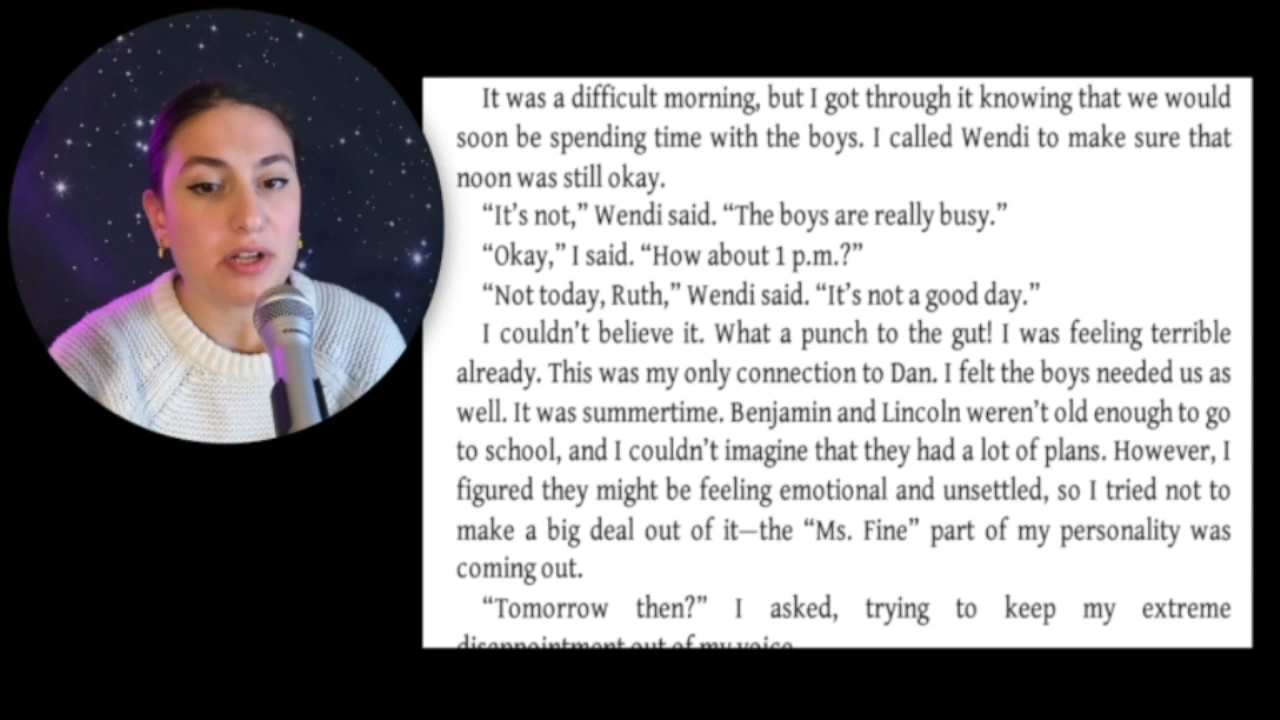 It was a difficult morning, but I got through it knowing that we would
soon be spending time with the boys. I called Wendi to make sure that
noon was still okay.
“It’s not,” Wendi said. “The boys are really busy.”
“Okay,” I said. “How about 1 p.m.?”
“Not today, Ruth,” Wendi said. “It’s not a good day.”
I couldn’t believe it. What a punch to the gut! I was feeling terrible
already. This was my only connection to Dan. I felt the boys needed us as
well. It was summertime. Benjamin and Lincoln weren’t old enough to go
to school, and I couldn’t imagine that they had a lot of plans. However, I
figured they might be feeling emotional and unsettled, so I tried not to
make a big deal out of it—the “Ms. Fine” part of my personality was
coming out.
“Tomorrow then?” I asked, trying to keep my extreme
disappointment out of my voice.